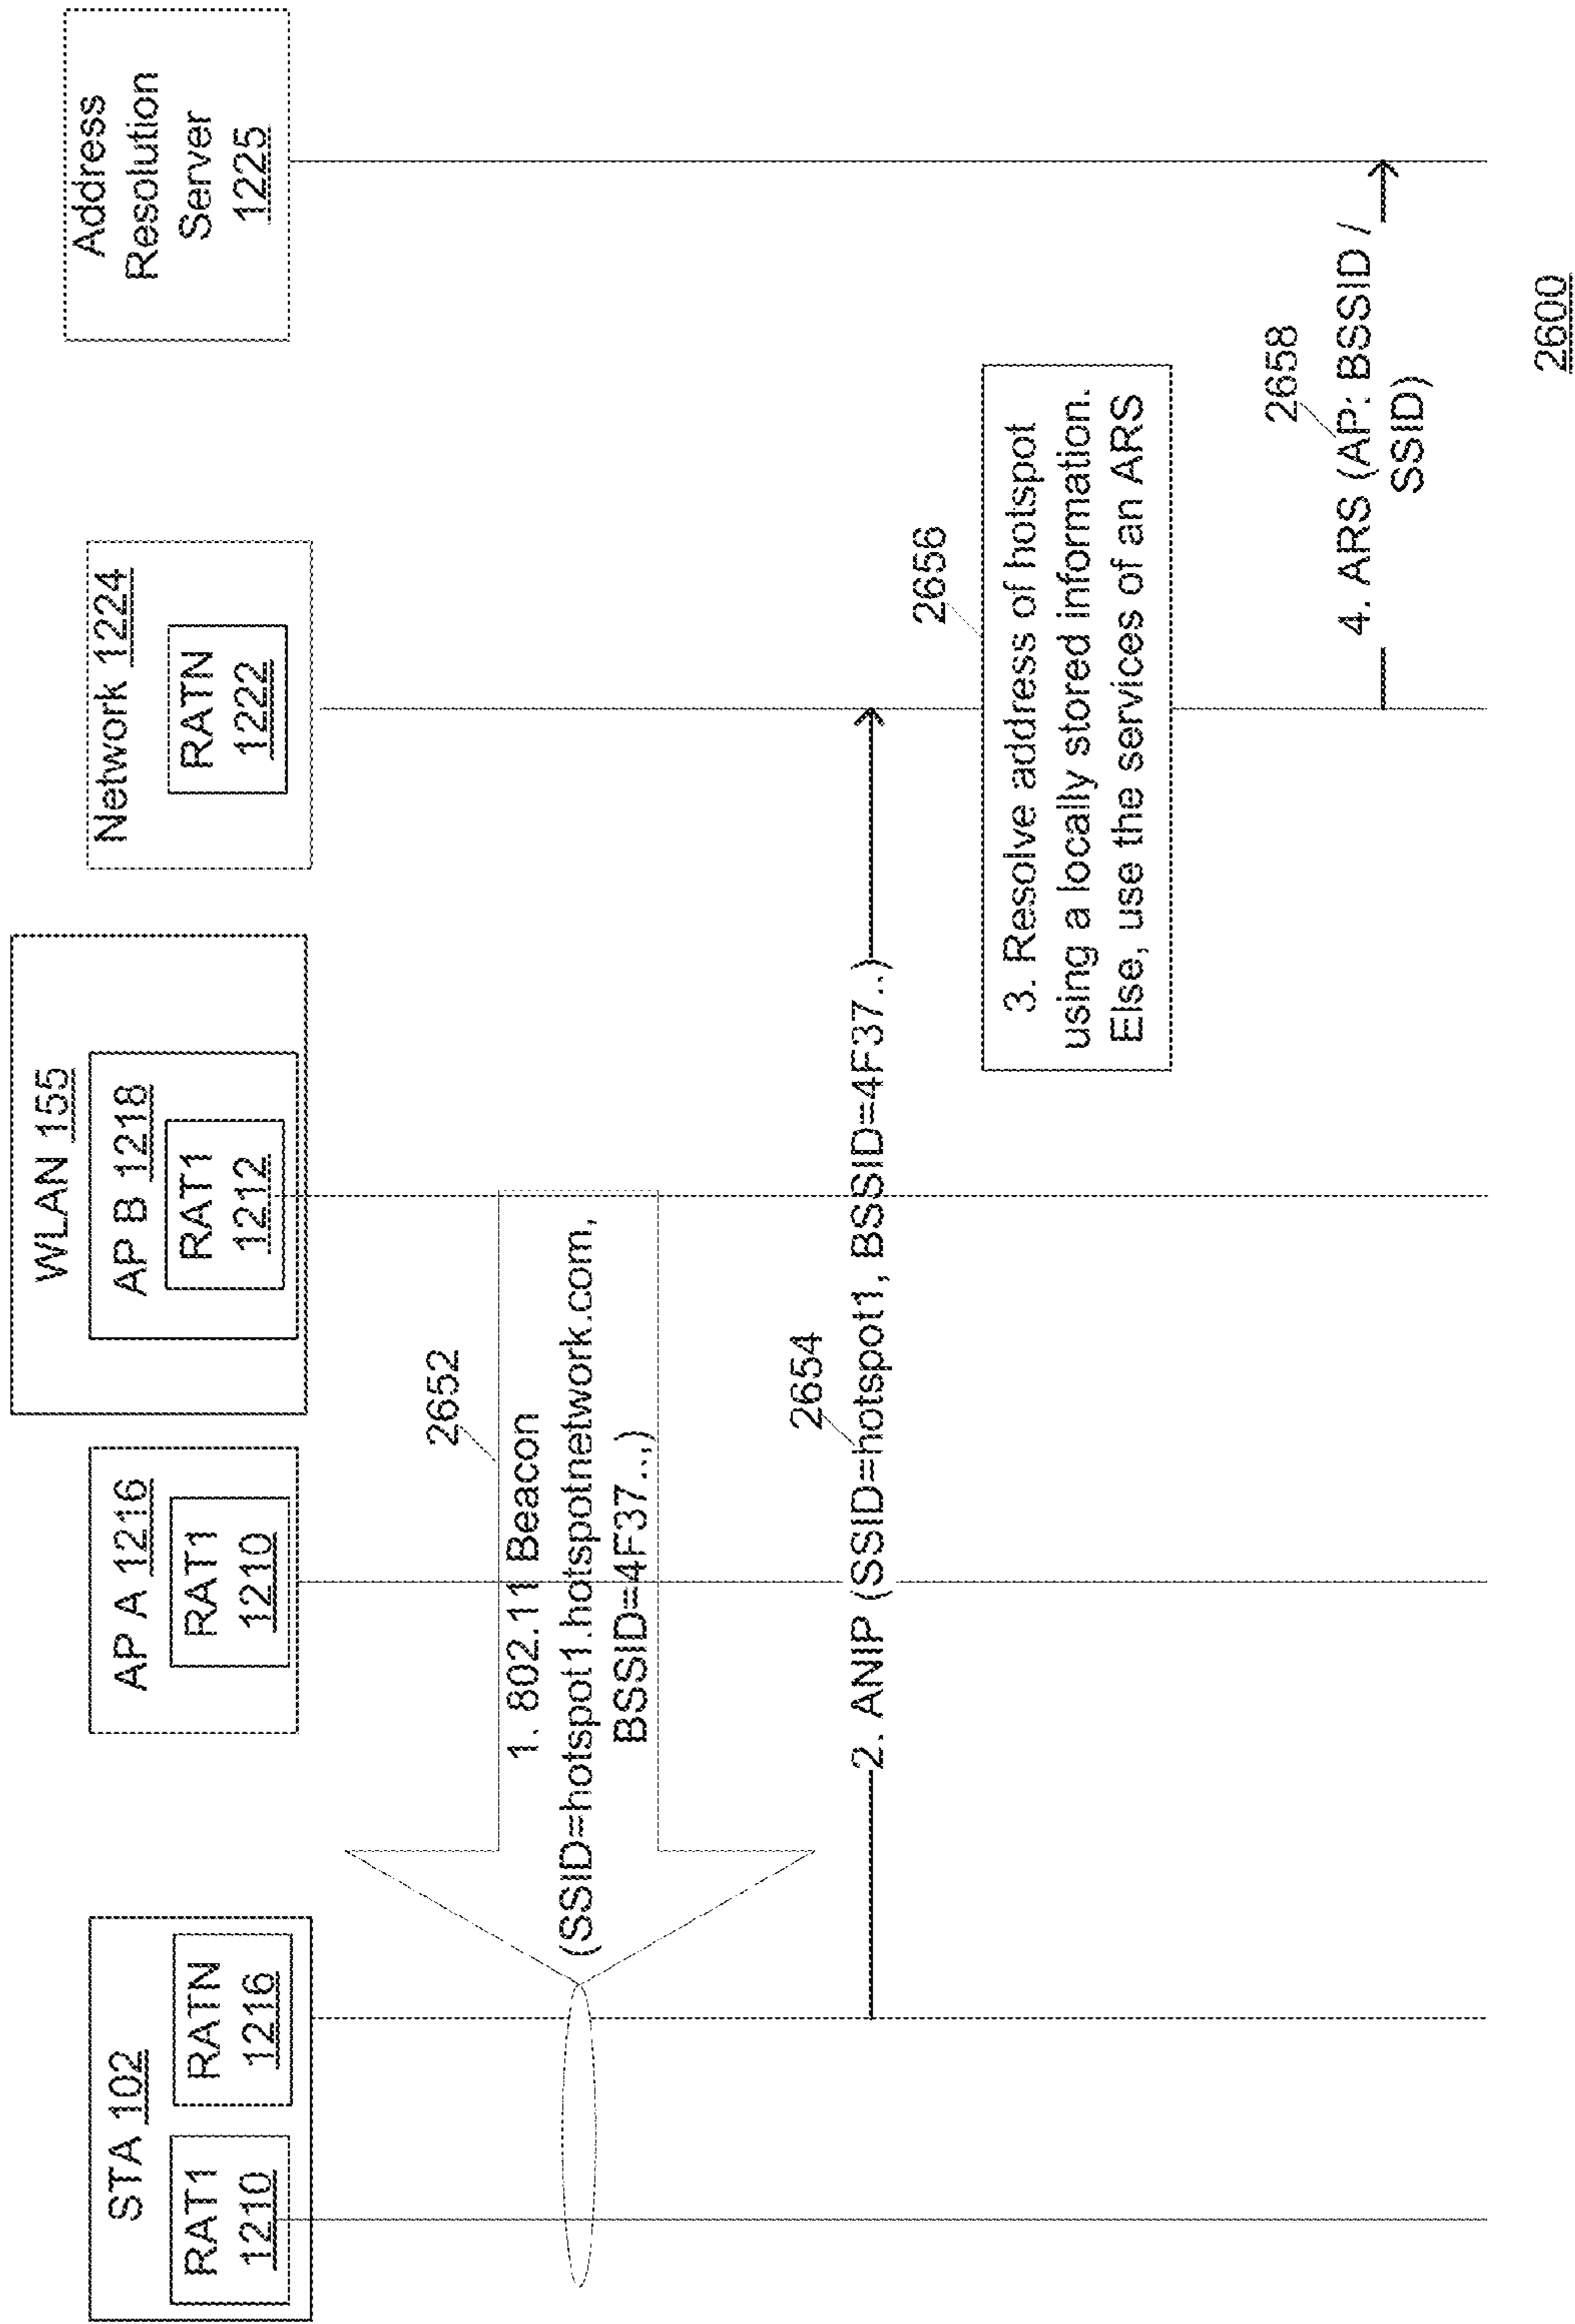 STA 102
RAT1
1210
RATN
1216
AP A 1216
RAT1
1210
WLAN 155
AP B 1218
RAT1
1212
Network 1224
RATN
1222
Address
Resolution
Server
1225
2652
1. 802.11 Beacon
(SSID=hotspot1.hotspotnetwork.com,
BSSID=4F37..,)
2654
2. ANIP (SSID=hotspot1, BSSID=4F37..)
2656
3. Resolve address of hotspot
using a locally stored information.
Else, use the services of an ARS
2658
4. ARS (AP: BSSID /
SSID)
2600